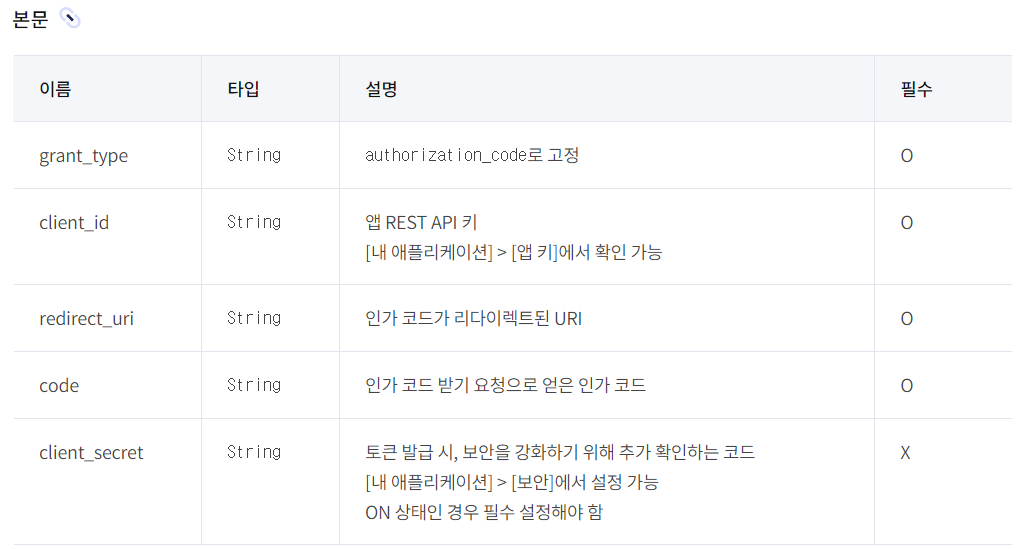 본문
이름 타입 설명 필수
grant_type String authorization_code로 고정 O
client_id String 앱 REST API 키 O
[내 애플리케이션] > [앱 키]에서 확인 가능
redirect_uri String 인가 코드가 리다이렉트된 URI O
code String 인가 코드 받기 요청으로 얻은 인가 코드 O
client_secret String 토큰 발급 시, 보안을 강화하기 위해 추가 확인하는 코드 X
[내 애플리케이션] > [보안]에서 설정 가능
ON 상태인 경우 필수 설정해야 함